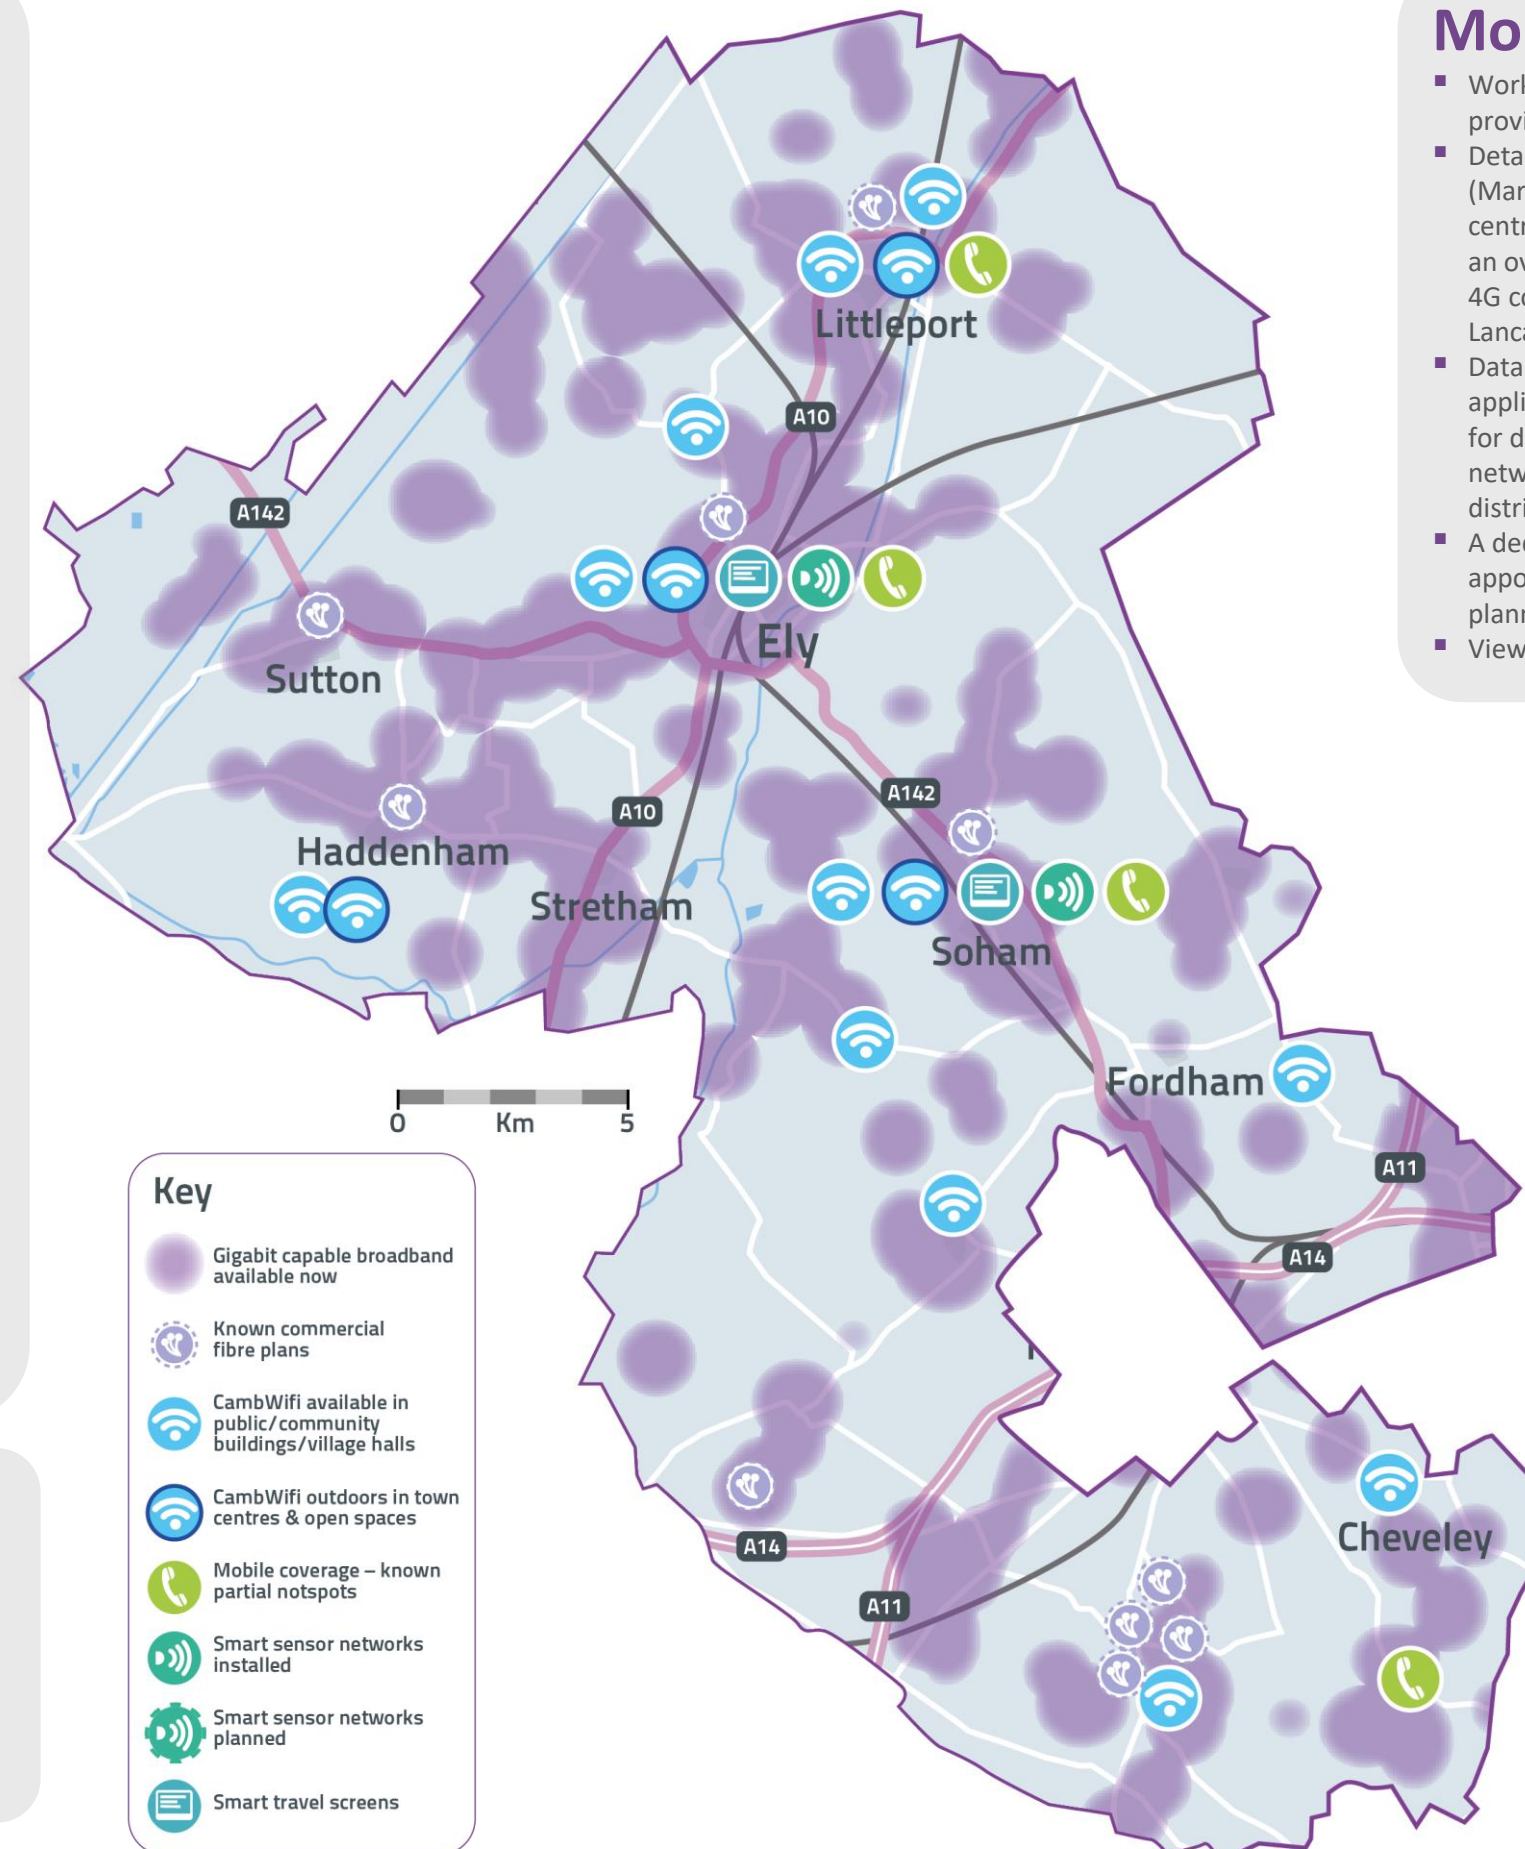 Littleport
A10
A142
Ely
Sutton
A142
A10
Haddenham
Stretham
Soham
Fordham
A11
A14
0 Km 5
Cheveley
A14
A11
Key
Gigabit capable broadband
available now
Known commercial
fibre plans
CambWifi available in
public/community
buildings/village halls
CambWifi outdoors in town
centres & open spaces
Mobile coverage – known
partial notspots
Smart sensor networks
installed
Smart sensor networks
planned
Smart travel screens
Mo
Work
provi
Deta
(Mar
centr
an ov
4G co
Lanca
Data
appli
for d
netw
distri
A dec
appo
plann
View